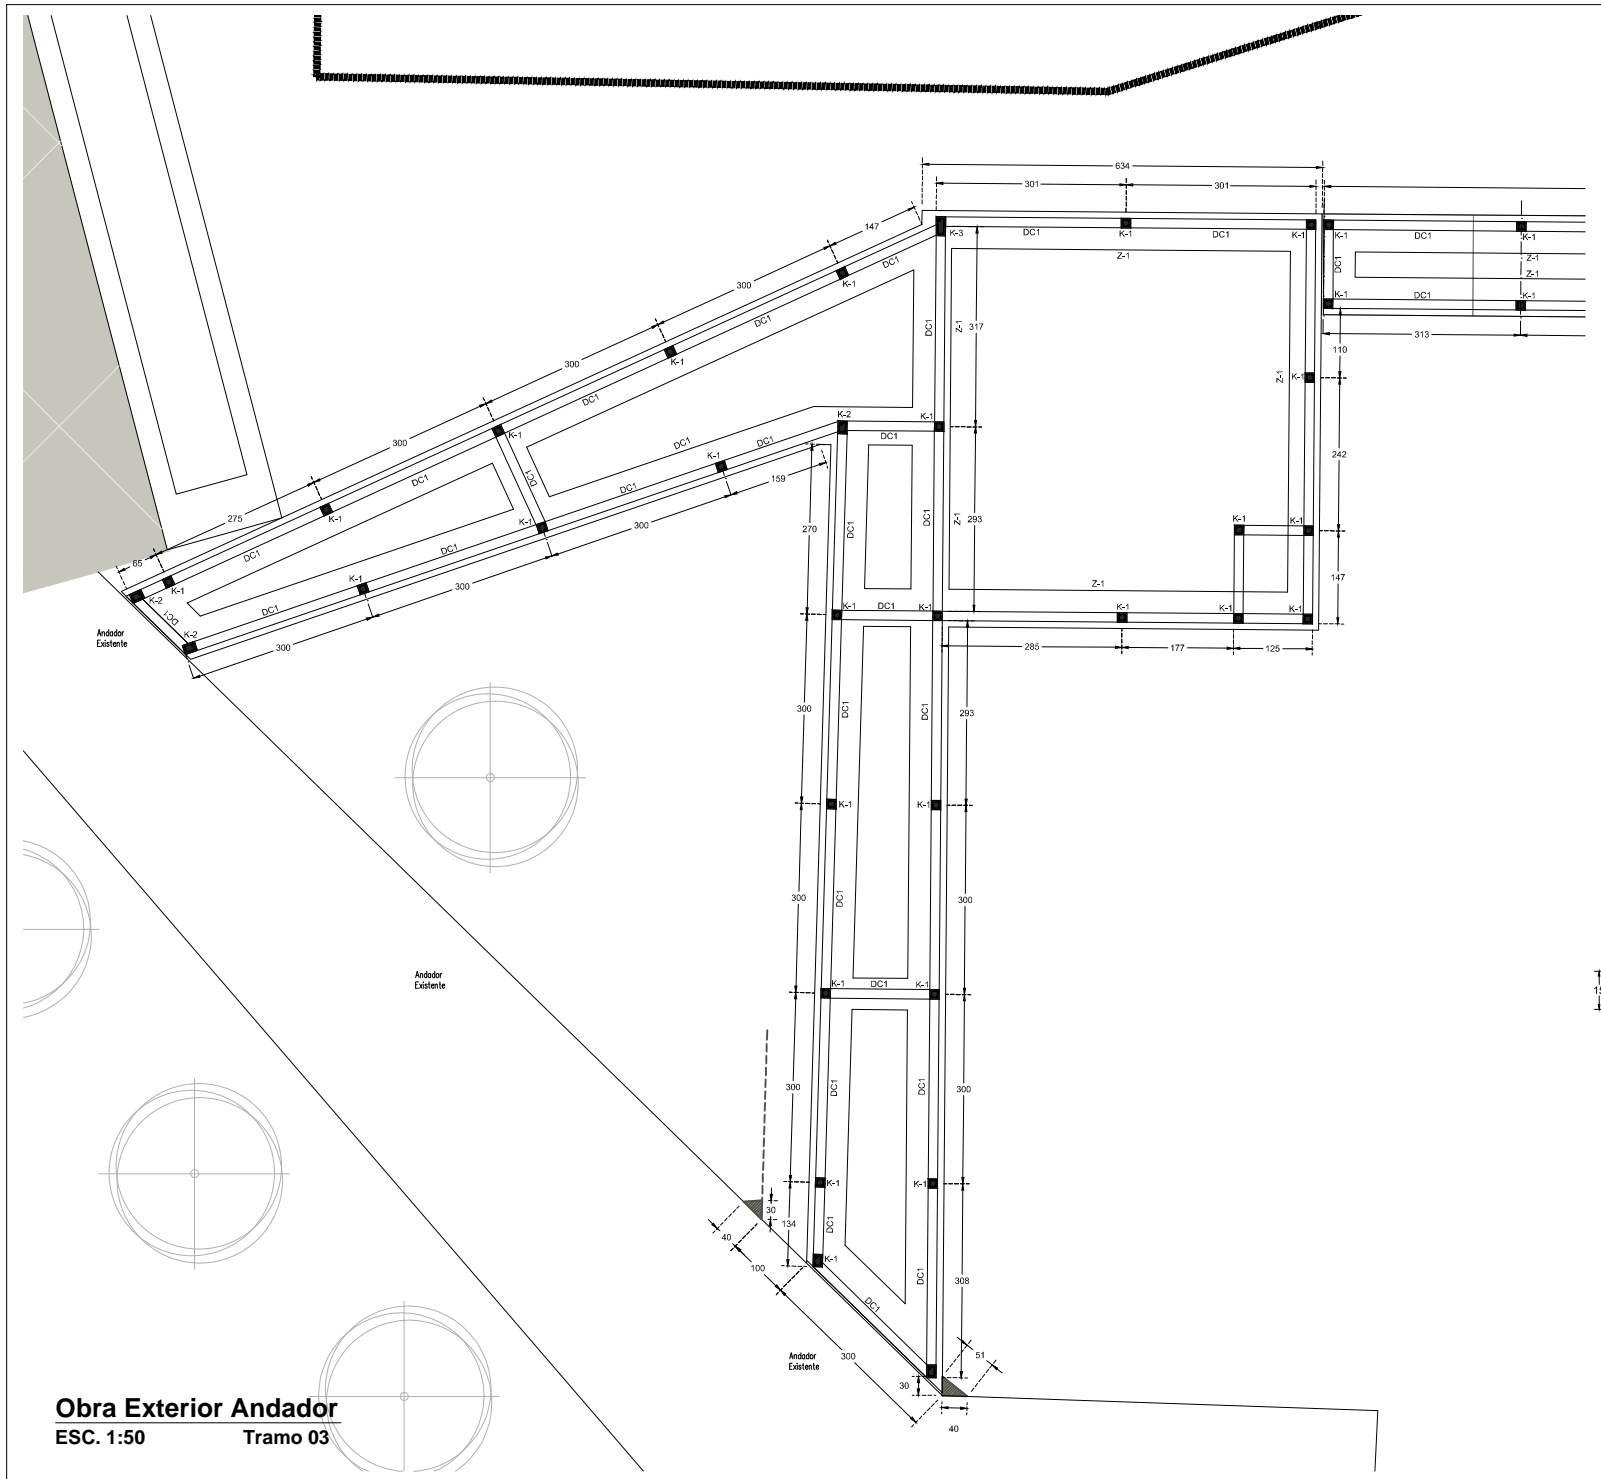 634
301
301
147
K-3
DC1
K-1
DC1
K-1
K-1
DC1
K-1
Z-1
Z-1
Z-1
DC1
K-1
DC1
K-1
313
110
300
DC1
K-1
DC1
Z-1
317
DC1
K-1
300
K-1
Z-1
K-1
300
DC1
K-1
DC1
K-2
K-1
DC1
DC1
DC1
K-1
DC1
159
242
275
K-1
DC1
K-1
DC1
270
DC1
DC1
Z-1
293
K-1
K-1
300
65
DC1
K-1
K-2
DC1
K-1
DC1
300
Z-1
147
K-1
DC1
K-1
K-1
K-1
K-1
DC1
K-2
300
Andador
Existente
285
177
125
300
DC1
DC1
293
K-1
K-1
300
DC1
DC1
300
Andador
Existente
K-1
DC1
K-1
15
300
DC1
DC1
300
K-1
K-1
30
134
40
DC1
K-1
100
DC1
308
DC1
Andador
Existente
300
51
30
40
Obra Exterior Andador
ESC. 1:50 Tramo 03